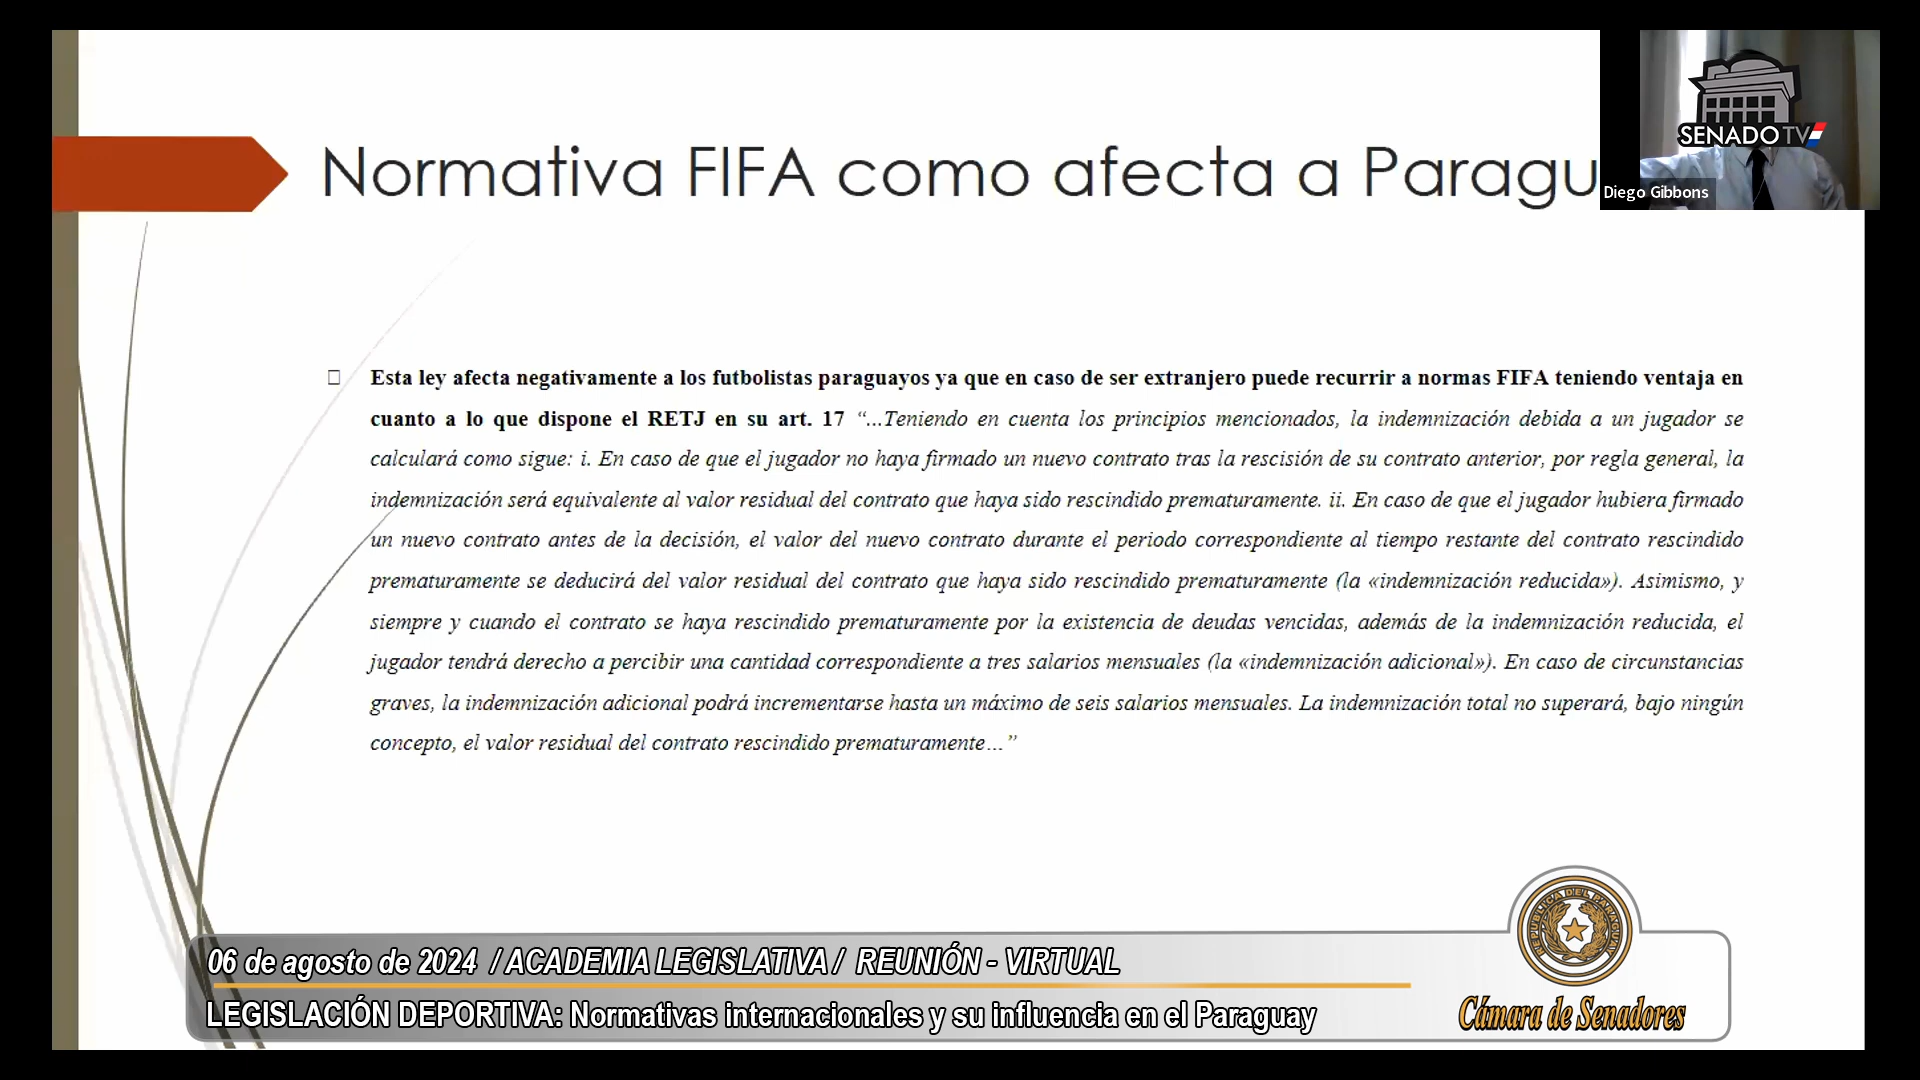 Normativa FIFA como afecta a Paragu
SENADO TV
Diego Gibbons
Esta ley afecta negativamente a los futbolistas paraguayos ya que en caso de ser extranjero puede recurrir a normas FIFA teniendo ventaja en
cuanto a lo que dispone el RETJ en su art. 17 “...Teniendo en cuenta los principios mencionados, la indemnización debida a un jugador se
calculará como sigue: i. En caso de que el jugador no haya firmado un nuevo contrato tras la rescisión de su contrato anterior, por regla general, la
indemnización será equivalente al valor residual del contrato que haya sido rescindido prematuramente. ii. En caso de que el jugador hubiera firmado
un nuevo contrato antes de la decisión, el valor del nuevo contrato durante el periodo correspondiente al tiempo restante del contrato rescindido
prematuramente se deducirá del valor residual del contrato que haya sido rescindido prematuramente (la «indemnización reducida»). Asimismo, y
siempre y cuando el contrato se haya rescindido prematuramente por la existencia de deudas vencidas, además de la indemnización reducida, el
jugador tendrá derecho a percibir una cantidad correspondiente a tres salarios mensuales (la «indemnización adicional»). En caso de circunstancias
graves, la indemnización adicional podrá incrementarse hasta un máximo de seis salarios mensuales. La indemnización total no superará, bajo ningún
concepto, el valor residual del contrato rescindido prematuramente…”
REPUBLICA DEL PARAGUAY
06 de agosto de 2024 / ACADEMIA LEGISLATIVA / REUNIÓN - VIRTUAL
LEGISLACIÓN DEPORTIVA: Normativas internacionales y su influencia en el Paraguay
Cámara de Senadores